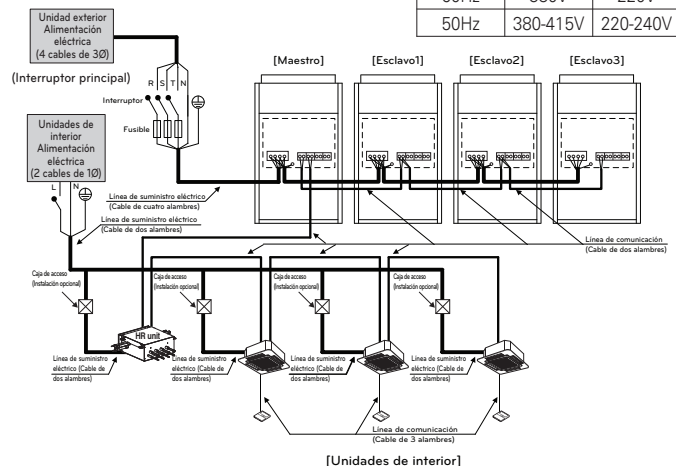 50Hz 380-415V 220-240V
Unidad exterior
Alimentación
eléctrica
(4 cables de 3Ø)
(Interruptor principal)
R S T N
Interruptor
Fusible
[Maestro] [Esclavo1] [Esclavo2] [Esclavo3]
Unidades de
interior
Alimentación
eléctrica
(2 cables de 1Ø)
L N
Línea de suministro eléctrico
(Cable de cuatro alambres)
Línea de suministro eléctrico
(Cable de dos alambres)
Línea de comunicación
(Cable de dos alambres)
Caja de acceso
(Instalación opcional)
Caja de acceso
(Instalación opcional)
Caja de acceso
(Instalación opcional)
Caja de acceso
(Instalación opcional)
HR unit
Línea de suministro
eléctrico (Cable de
dos alambres)
Línea de suministro
eléctrico (Cable de
dos alambres)
Línea de suministro
eléctrico (Cable de
dos alambres)
Línea de suministro
eléctrico (Cable de
dos alambres)
Línea de comunicación
(Cable de 3 alambres)
[Unidades de interior]